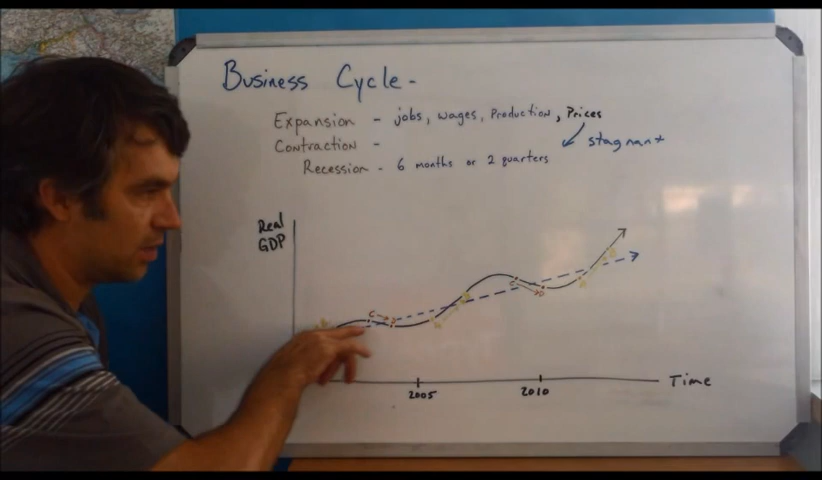 Business Cycle -
Expansion - jobs, wages, Production, Prices
Contraction -
stagnant
Recession - 6 months or 2 quarters
Real
GDP
C
C
D
Time
2005
2010